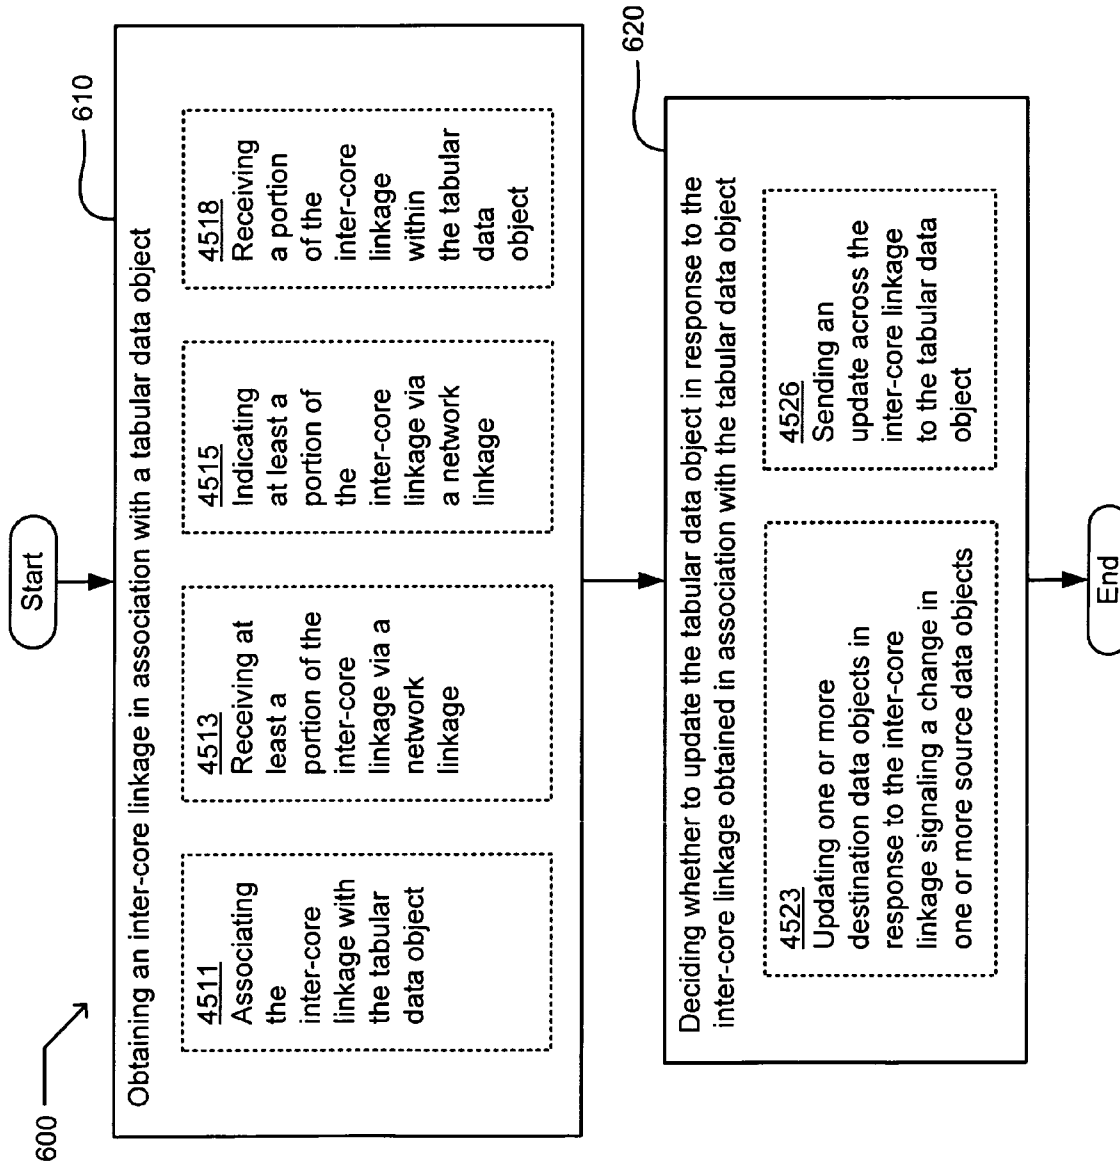 600
Start
610
Obtaining an inter-core linkage in association with a tabular data object
4511
Associating
the
inter-core
linkage with
the tabular
data object
4513
Receiving at
least a
portion of the
inter-core
linkage via a
network
linkage
4515
Indicating
at least a
portion of
the
inter-core
linkage via
a network
linkage
4518
Receiving
a portion
of the
inter-core
linkage
within
the tabular
data
object
620
Deciding whether to update the tabular data object in response to the
inter-core linkage obtained in association with the tabular data object
4523
Updating one or more
destination data objects in
response to the inter-core
linkage signaling a change in
one or more source data objects
4526
Sending an
update across the
inter-core linkage
to the tabular data
object
End